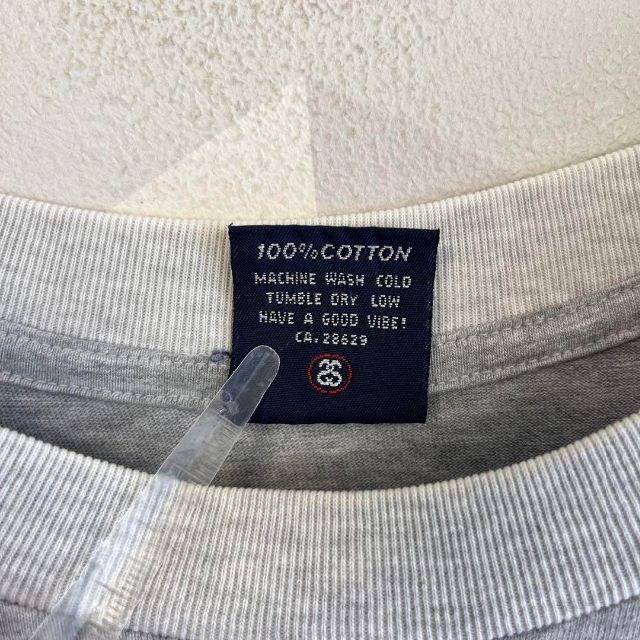 100% COTTON
MACHINE WASH COLD
TUMBLE DRY LOW
HAVE A GOOD ViBE!
CA.28629